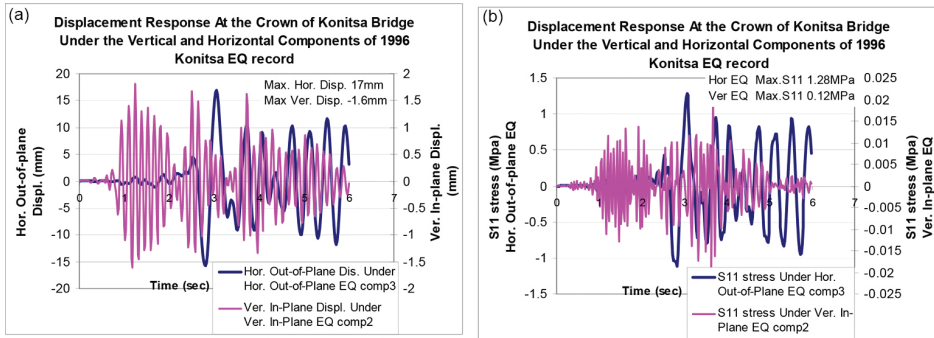 (a)
Displacement Response At the Crown of Konitsa Bridge
Under the Vertical and Horizontal Components of 1996
Konitsa EQ record
Max. Hor. Disp. 17mm
Max Ver. Disp. -1.6mm
20
15
10
5
0
-5
-10
-15
-20
2
1.5
1
0.5
0
-0.5
-1
-1.5
-2
0 1 2 3 4 5 6 7
Hor. Out-of-plane
Displ. (mm)
Ver. In-plane Displ.
(mm)
Time (sec)
Hor. Out-of-Plane Dis. Under
Hor. Out-of-Plane EQ comp3
Ver. In-Plane Displ. Under
Ver. In-Plane EQ comp2
(b)
Displacement Response At the Crown of Konitsa Bridge
Under the Vertical and Horizontal Components of 1996
Konitsa EQ record
Hor EQ Max.S11 1.28MPa
Ver EQ Max.S11 0.12MPa
1.5
1
0.5
0
-0.5
-1
-1.5
0.025
0.02
0.015
0.01
0.005
0
-0.005
-0.01
-0.015
-0.02
-0.025
0 1 2 3 4 5 6 7
S11 stress (Mpa)
Hor. Out-of-plane EQ
S11 stress (Mpa)
Ver. In-plane EQ
Time (sec)
S11 stress Under Hor.
Out-of-Plane EQ comp3
S11 stress Under Ver. In-
Plane EQ comp2